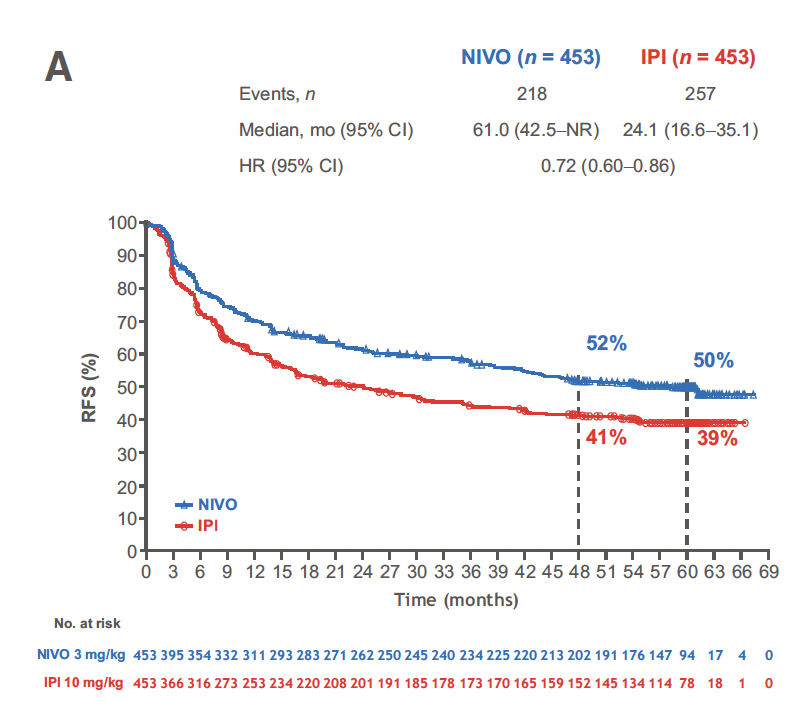 A
NIVO (n = 453) IPI (n = 453)
Events, n 218 257
Median, mo (95% CI) 61.0 (42.5–NR) 24.1 (16.6–35.1)
HR (95% CI) 0.72 (0.60–0.86)
RFS (%)
100
90
80
70
60
50
40
30
20
10
0
52%
50%
41%
39%
NIVO
IPI
0 3 6 9 12 15 18 21 24 27 30 33 36 39 42 45 48 51 54 57 60 63 66 69
Time (months)
No. at risk
NIVO 3 mg/kg 453 395 354 332 311 293 283 271 262 250 245 240 234 225 220 213 202 191 176 147 94 17 4 0
IPI 10 mg/kg 453 366 316 273 253 234 220 208 201 191 185 178 173 170 165 159 152 145 134 114 78 18 1 0